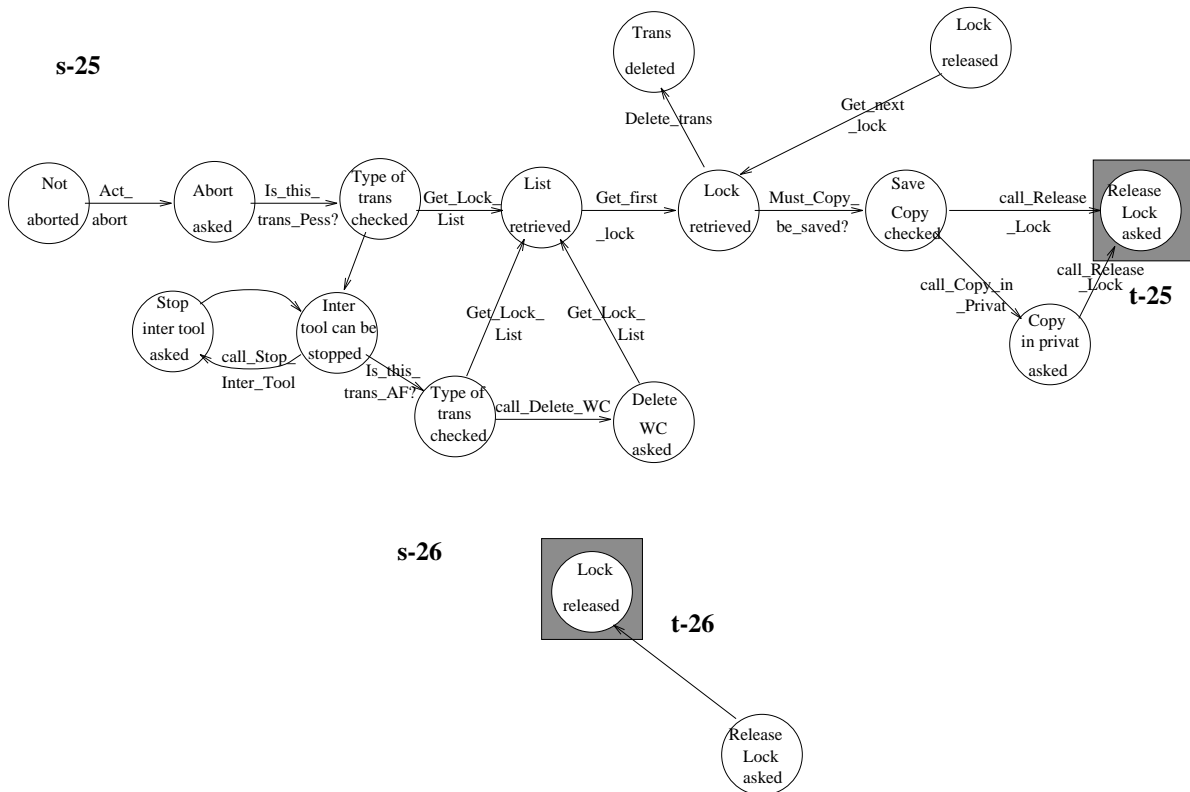 s-25
Trans
deleted
Lock
released
Delete_trans
Get_next
_lock
Not
aborted
Act_
abort
Abort
asked
Is_this_
trans_Pess?
Type of
trans
checked
Get_Lock_
List
List
retrieved
Get_first
_lock
Lock
retrieved
Must_Copy_
be_saved?
Save
Copy
checked
call_Release
_Lock
Release
Lock
asked
t-25
call_Release
_Lock
call_Copy_in
_Privat
Copy
in privat
asked
Stop
inter tool
asked
call_Stop_
Inter_Tool
Inter
tool can be
stopped
Is_this_
trans_AF?
Get_Lock_
List
Get_Lock_
List
Type of
trans
checked
call_Delete_WC
Delete
WC
asked
s-26
Lock
released
t-26
Release
Lock
asked